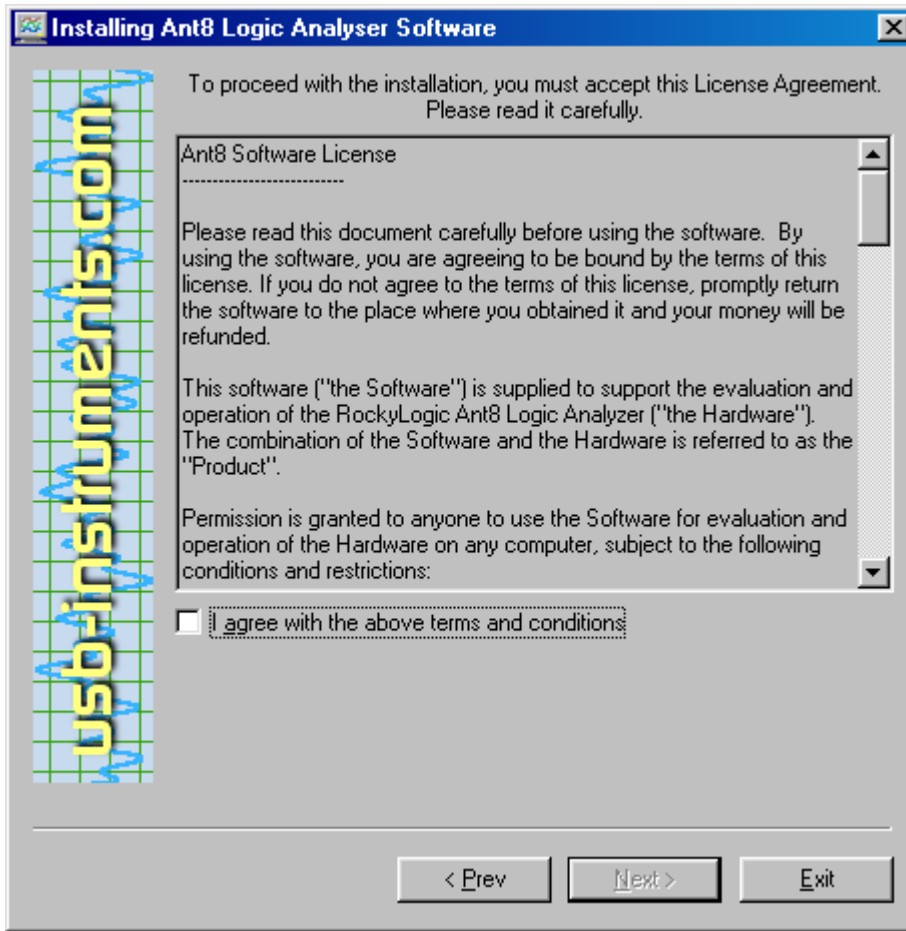 Installing Ant8 Logic Analyser Software
usb-instruments.com
To proceed with the installation, you must accept this License Agreement.
Please read it carefully.
Ant8 Software License
---------------------------
Please read this document carefully before using the software.  By
using the software, you are agreeing to be bound by the terms of this
license. If you do not agree to the terms of this license, promptly return
the software to the place where you obtained it and your money will be
refunded.
This software ("the Software") is supplied to support the evaluation and
operation of the RockyLogic Ant8 Logic Analyzer ("the Hardware").
The combination of the Software and the Hardware is referred to as the
"Product".
Permission is granted to anyone to use the Software for evaluation and
operation of the Hardware on any computer, subject to the following
conditions and restrictions:
I agree with the above terms and conditions
< Prev
Next >
Exit